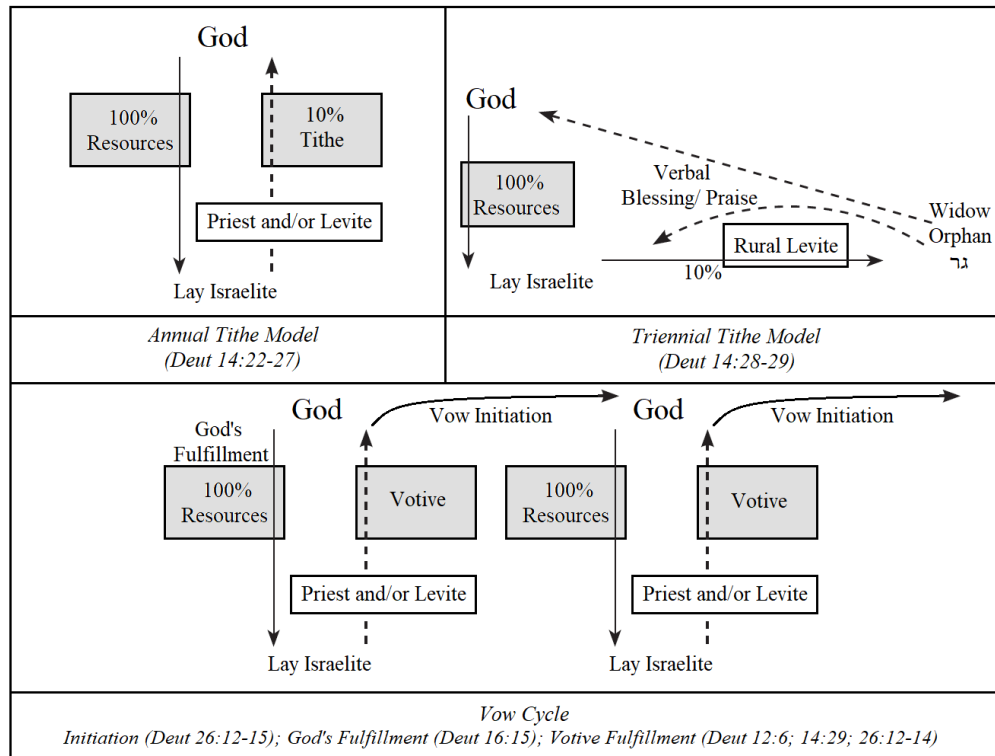 God
100%
Resources
10%
Tithe
Priest and/or Levite
Lay Israelite
Annual Tithe Model
(Deut 14:22-27)
God
100%
Resources
Verbal
Blessing/ Praise
Widow
Orphan
גר
Rural Levite
10%
Lay Israelite
Triennial Tithe Model
(Deut 14:28-29)
God
Vow Initiation
God
Vow Initiation
God's
Fulfillment
100%
Resources
Votive
100%
Resources
Votive
Priest and/or Levite
Priest and/or Levite
Lay Israelite
Lay Israelite
Vow Cycle
Initiation (Deut 26:12-15); God's Fulfillment (Deut 16:15); Votive Fulfillment (Deut 12:6; 14:29; 26:12-14)